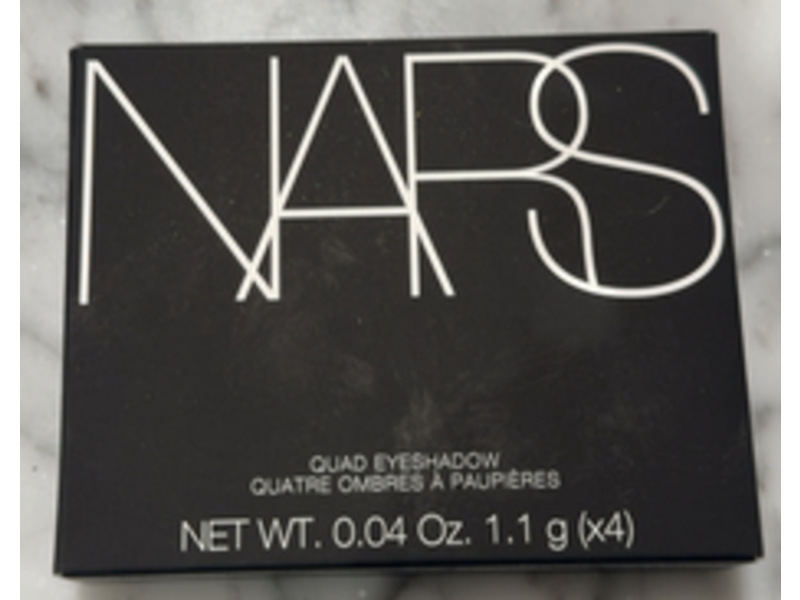 NARS
QUAD EYESHADOW
QUATRE OMBRES À PAUPIÈRES
NET WT. 0.04 Oz. 1.1 g (x4)